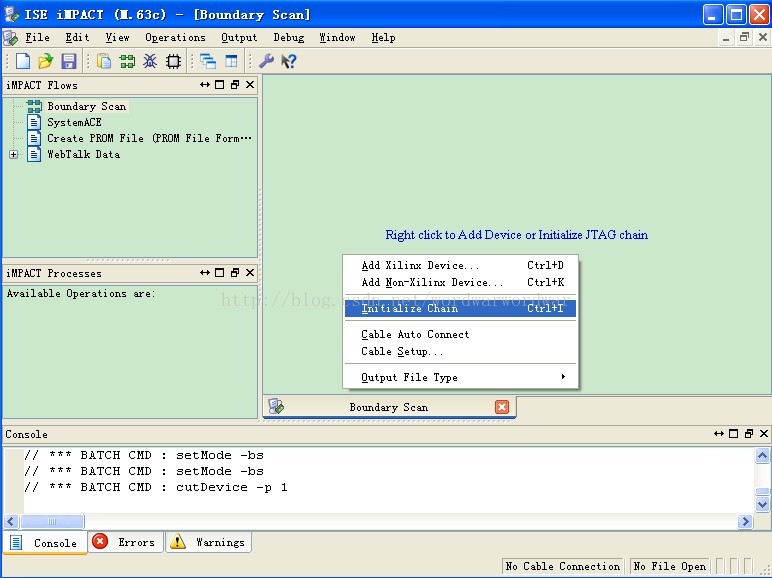 ISE iMPACT (M.63c) - [Boundary Scan]
File Edit View Operations Output Debug Window Help
iMPACT Flows
Boundary Scan
SystemACE
Create PROM File (PROM File Form...
WebTalk Data
iMPACT Processes
Available Operations are:
Right click to Add Device or Initialize JTAG chain
Add Xilinx Device... Ctrl+D
Add Non-Xilinx Device... Ctrl+K
Initialize Chain Ctrl+I
Cable Auto Connect
Cable Setup...
Output File Type
http://blog.csdn.net/wordwarwordwar
Boundary Scan
Console
// *** BATCH CMD : setMode -bs
// *** BATCH CMD : setMode -bs
// *** BATCH CMD : cutDevice -p 1
Console Errors Warnings
No Cable Connection No File Open